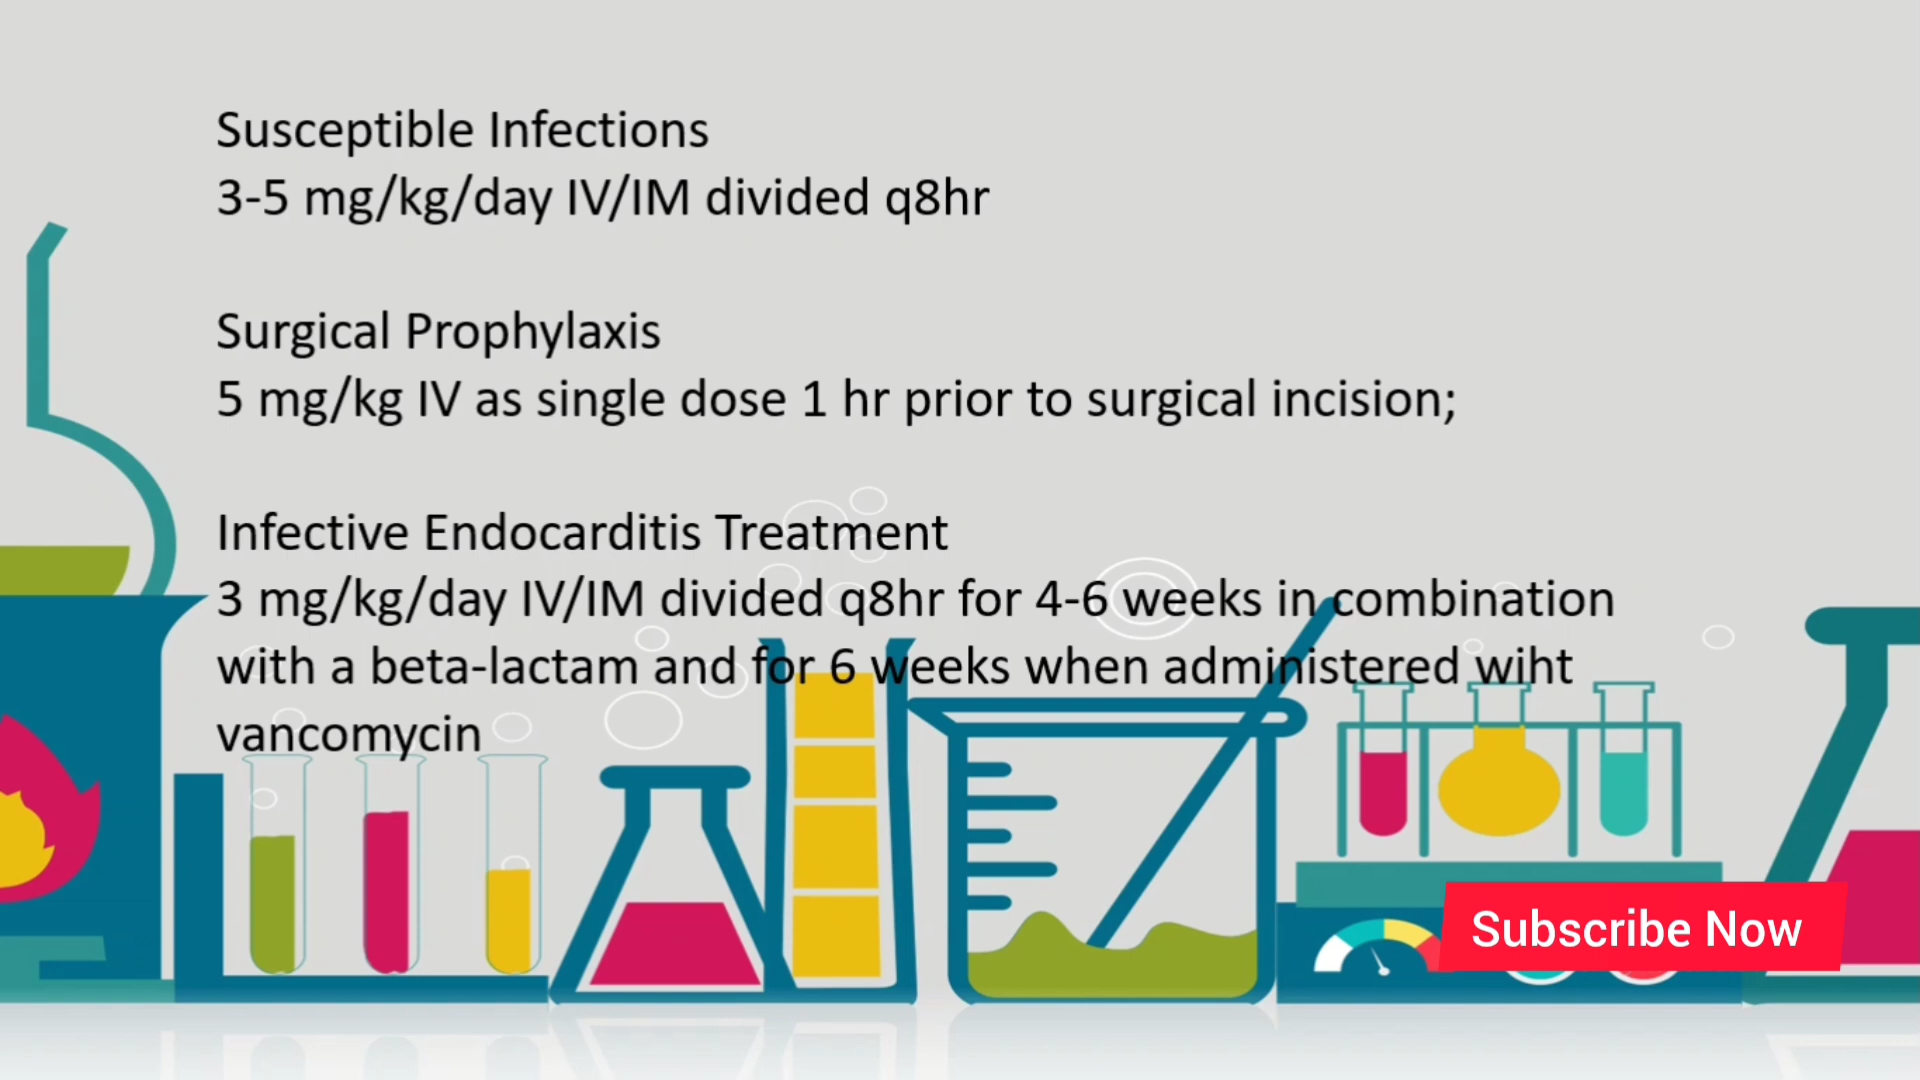 Susceptible Infections
3-5 mg/kg/day IV/IM divided q8hr
Surgical Prophylaxis
5 mg/kg IV as single dose 1 hr prior to surgical incision;
Infective Endocarditis Treatment
3 mg/kg/day IV/IM divided q8hr for 4-6 weeks in combination
with a beta-lactam and for 6 weeks when administered wiht
vancomycin
Subscribe Now